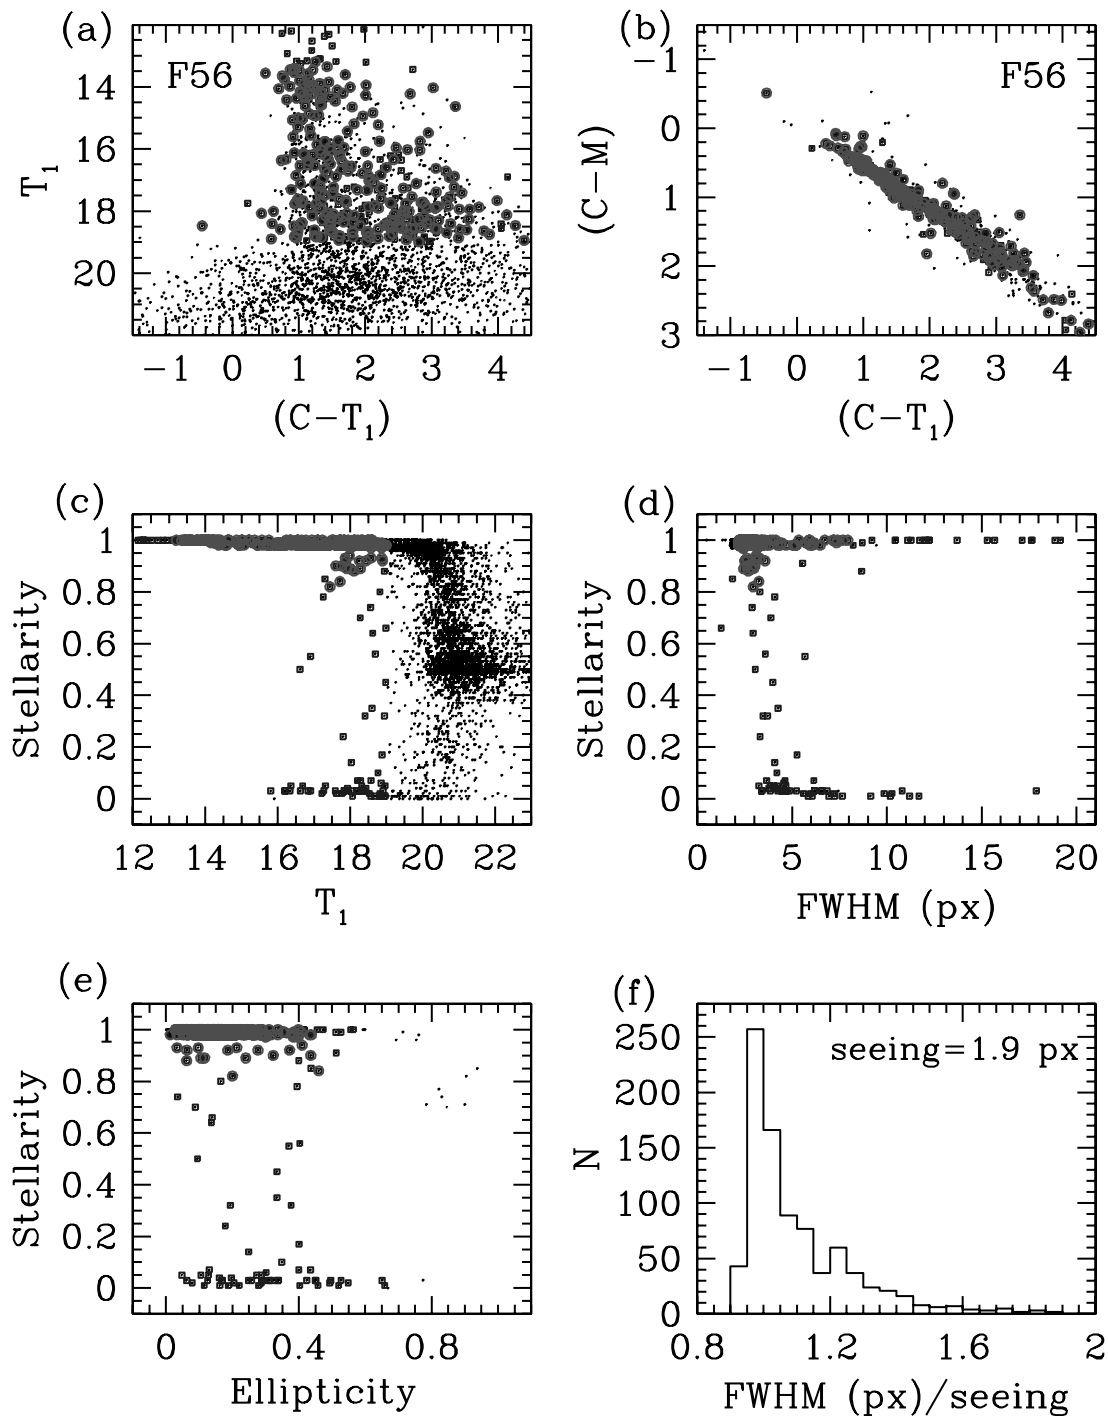 (a)
F56
14
16
18
20
T₁
−1 0 1 2 3 4
(C−T₁)
(b)
F56
−1
0
1
2
3
(C−M)
−1 0 1 2 3 4
(C−T₁)
(c)
1
0.8
0.6
0.4
0.2
0
Stellarity
12 14 16 18 20 22
T₁
(d)
1
0.8
0.6
0.4
0.2
0
Stellarity
0 5 10 15 20
FWHM (px)
(e)
1
0.8
0.6
0.4
0.2
0
Stellarity
0 0.4 0.8
Ellipticity
(f)
seeing=1.9 px
250
200
150
100
50
0
N
0.8 1.2 1.6 2
FWHM (px)/seeing